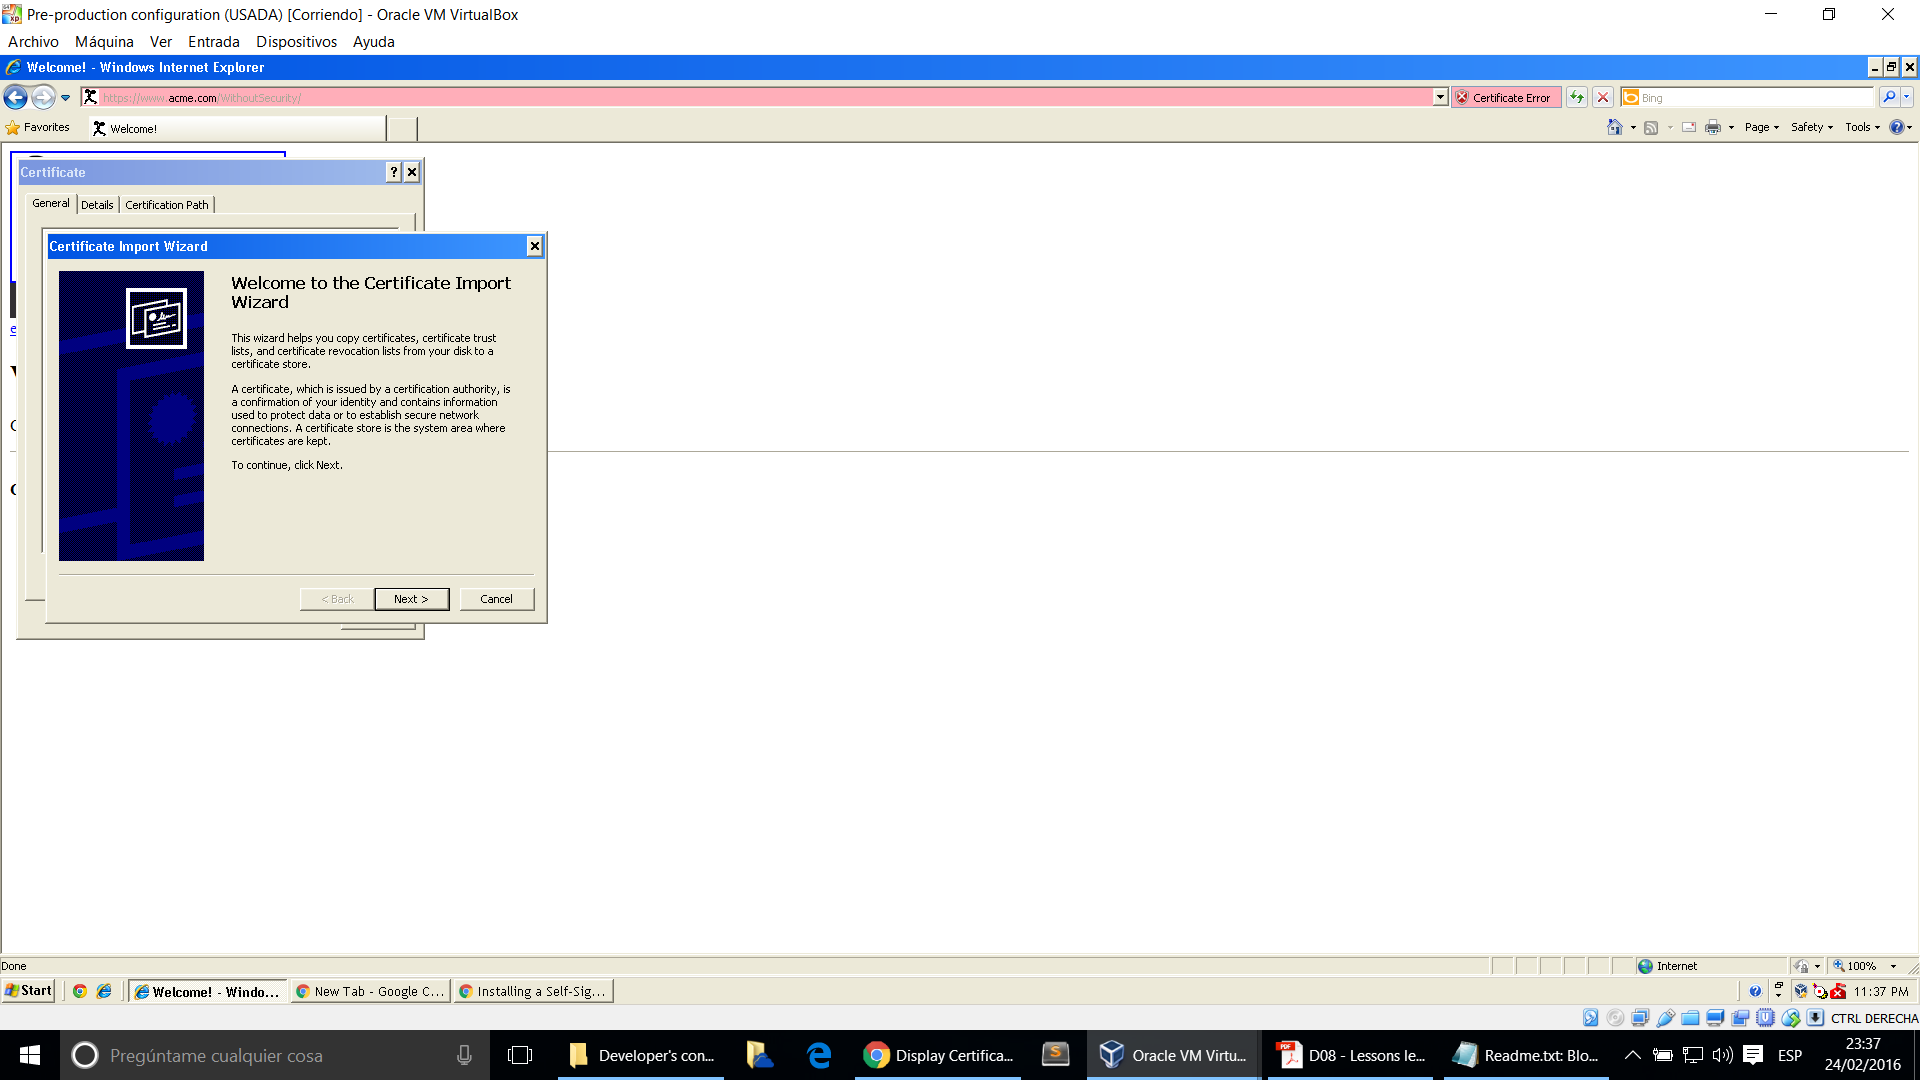 Pre-production configuration (USADA) [Corriendo] - Oracle VM VirtualBox
Archivo Máquina Ver Entrada Dispositivos Ayuda
Welcome! - Windows Internet Explorer
https://www.acme.com/WithoutSecurity/
Certificate Error
Bing
Favorites
Welcome!
Page
Safety
Tools
Certificate
General
Details
Certification Path
Certificate Import Wizard
Welcome to the Certificate Import
Wizard
This wizard helps you copy certificates, certificate trust
lists, and certificate revocation lists from your disk to a
certificate store.
A certificate, which is issued by a certification authority, is
a confirmation of your identity and contains information
used to protect data or to establish secure network
connections. A certificate store is the system area where
certificates are kept.
To continue, click Next.
< Back
Next >
Cancel
Done
Internet
100%
Start
Welcome! - Windo...
New Tab - Google C...
Installing a Self-Sig...
11:37 PM
CTRL DERECHA
Pregúntame cualquier cosa
Developer's con...
Display Certifica...
Oracle VM Virtu...
D08 - Lessons le...
Readme.txt: Blo...
ESP
23:37
24/02/2016